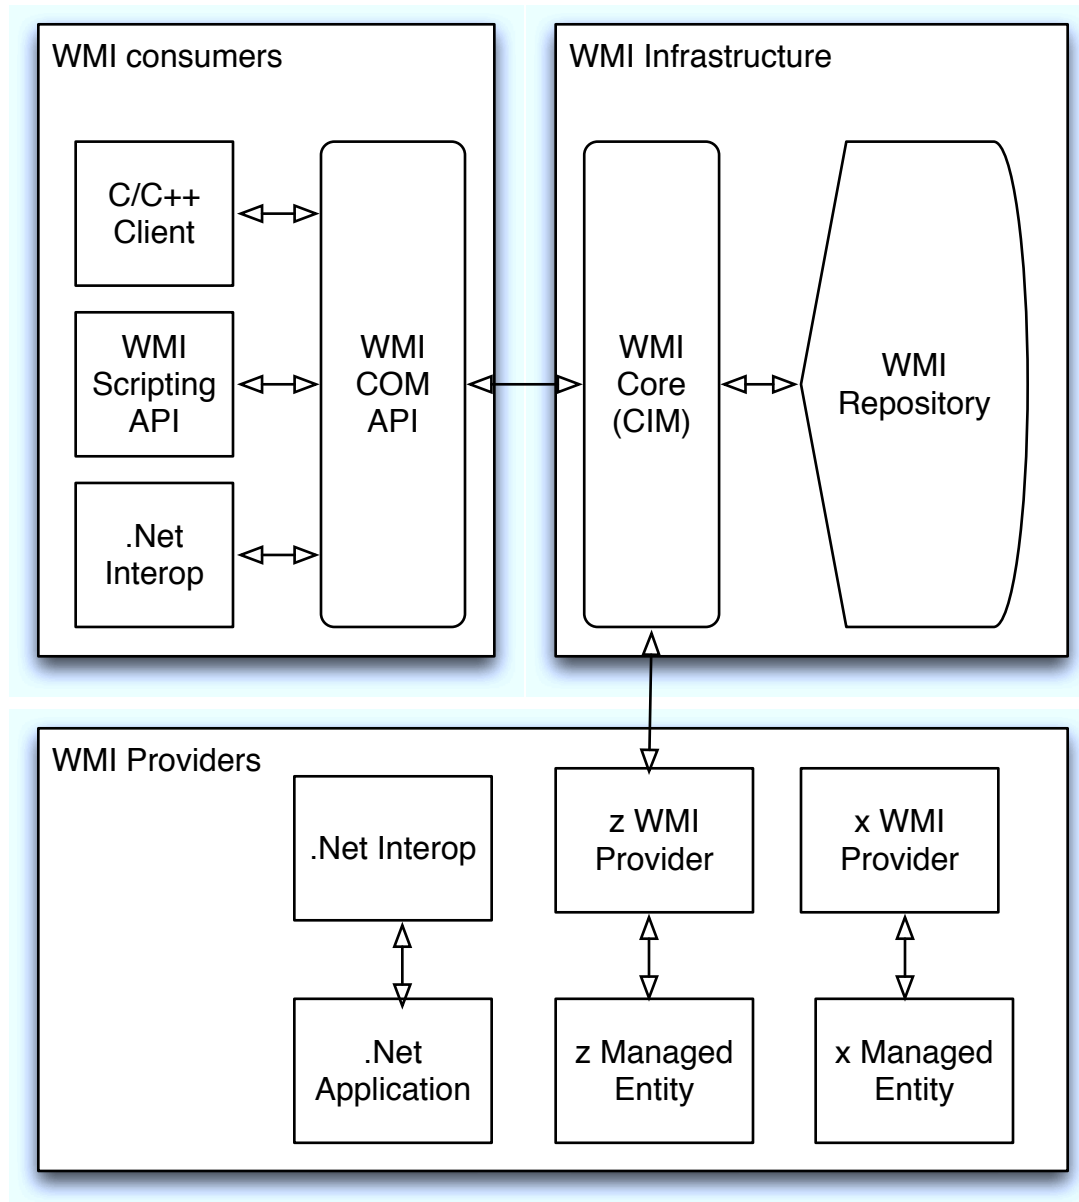 WMI consumers
C/C++
Client
WMI
Scripting
API
.Net
Interop
WMI
COM
API
WMI Infrastructure
WMI
Core
(CIM)
WMI
Repository
WMI Providers
.Net Interop
z WMI
Provider
x WMI
Provider
.Net
Application
z Managed
Entity
x Managed
Entity